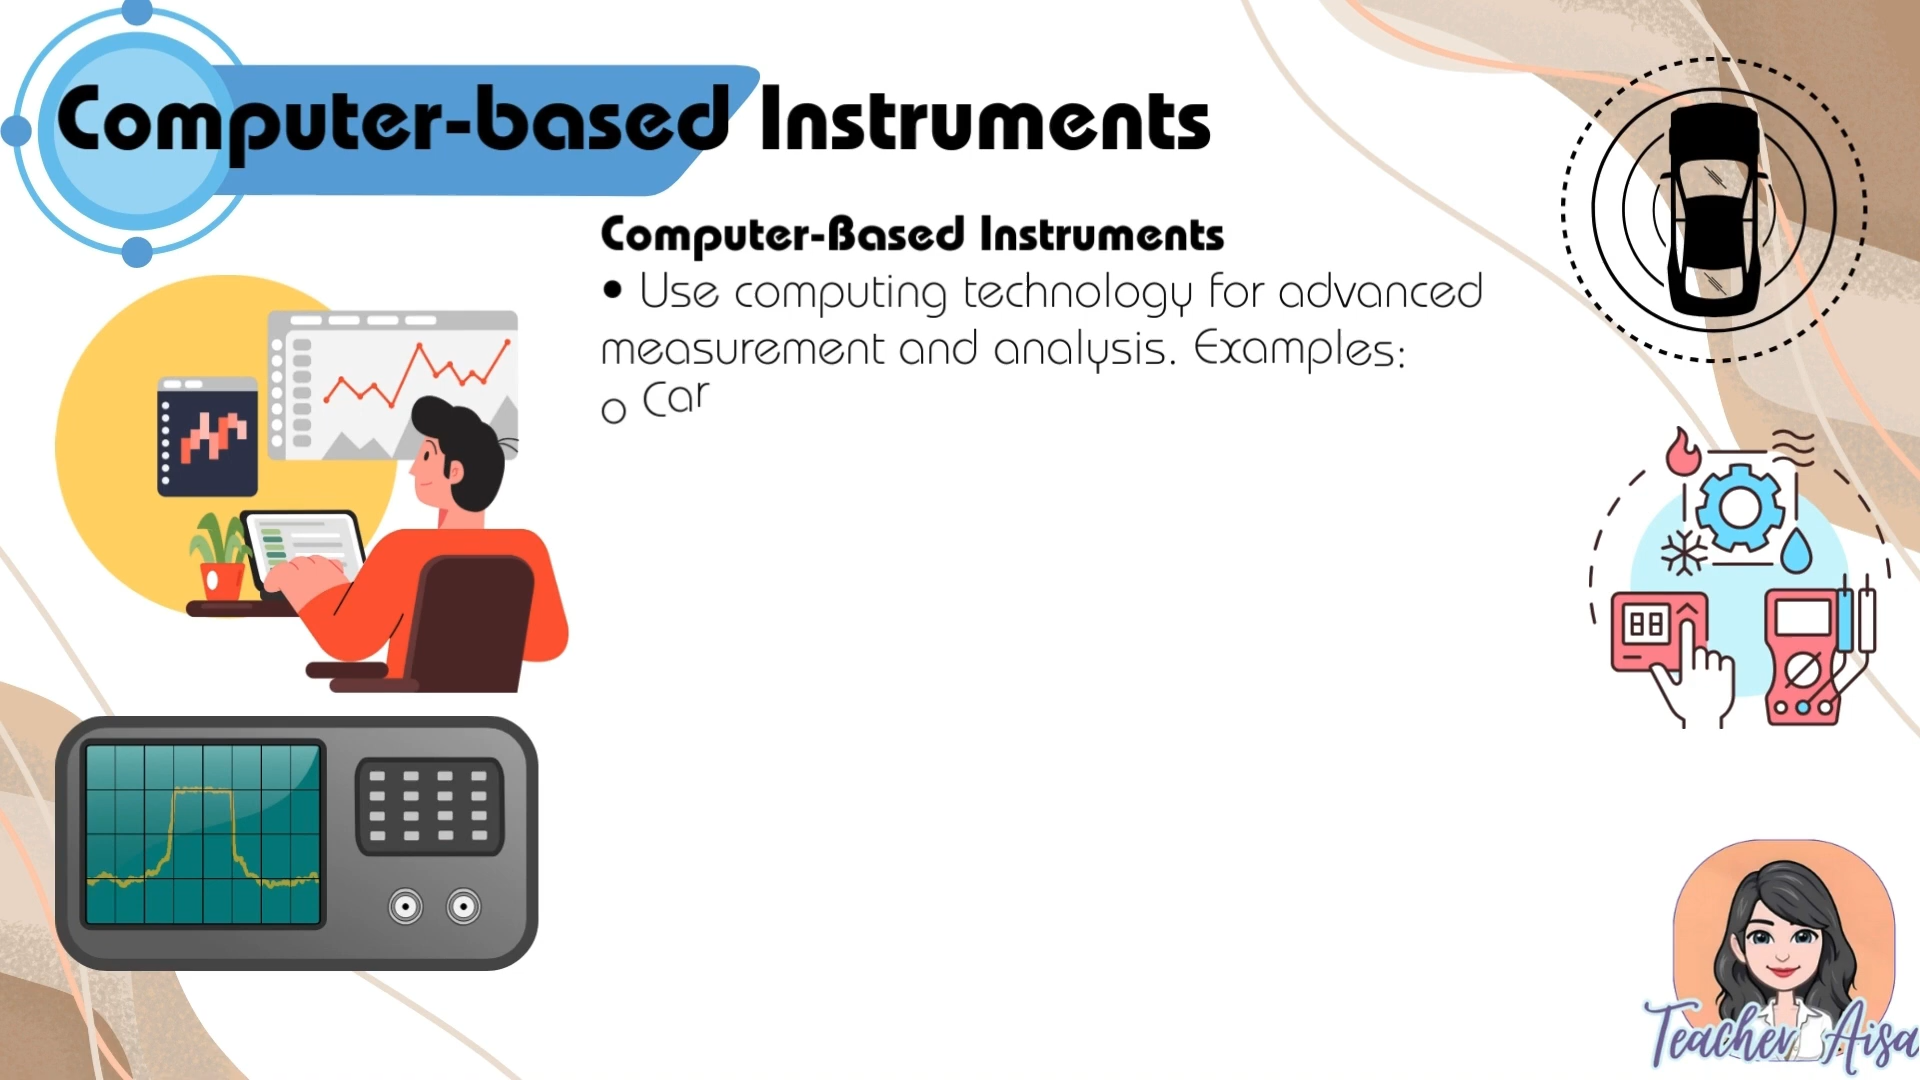 Computer-based Instruments
Computer-Based Instruments
• Use computing technology for advanced
measurement and analysis. Examples:
o Car
Teacher Aisa